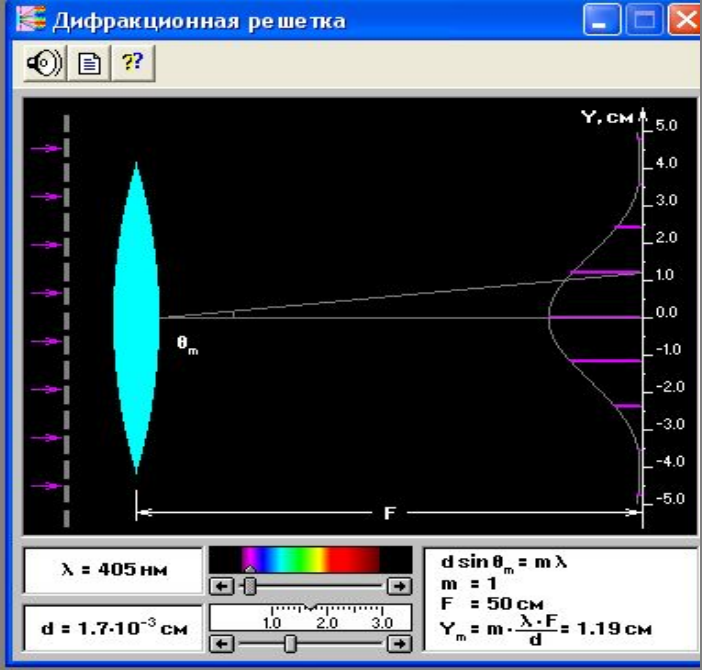 Дифракционная решетка
??
Y, см
5.0
4.0
3.0
2.0
1.0
0.0
-1.0
-2.0
-3.0
-4.0
-5.0
θm
F
λ = 405 нм
d = 1.7·10⁻³ см
1.0 2.0 3.0
d sin θm = m λ
m = 1
F = 50 см
Ym = m · λ · F / d = 1.19 см